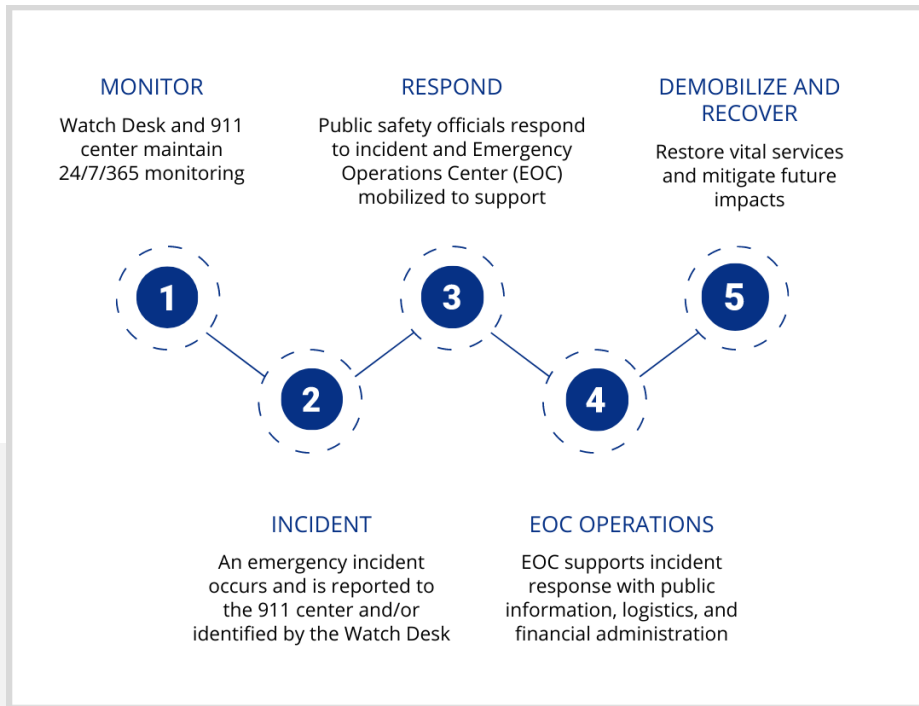 MONITOR
Watch Desk and 911
center maintain
24/7/365 monitoring
RESPOND
Public safety officials respond
to incident and Emergency
Operations Center (EOC)
mobilized to support
DEMOBILIZE AND
RECOVER
Restore vital services
and mitigate future
impacts
1
2
3
4
5
INCIDENT
An emergency incident
occurs and is reported to
the 911 center and/or
identified by the Watch Desk
EOC OPERATIONS
EOC supports incident
response with public
information, logistics, and
financial administration